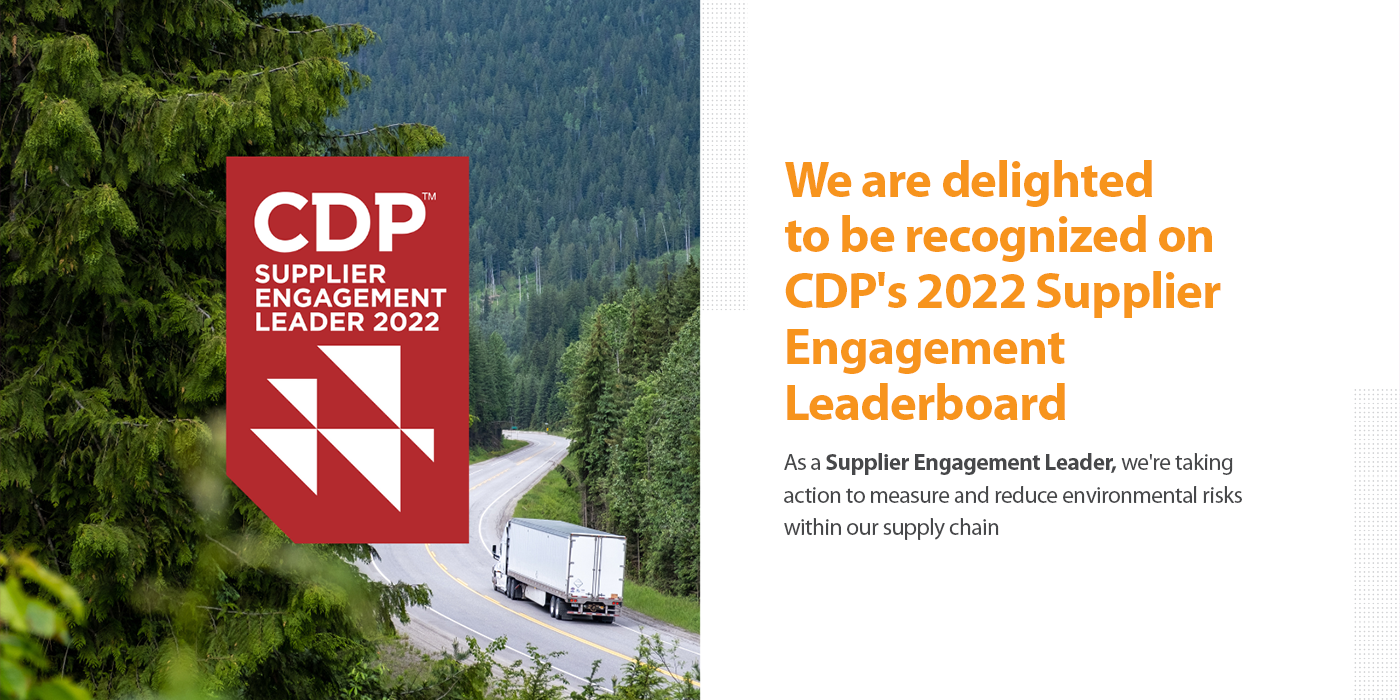 CDP™
SUPPLIER
ENGAGEMENT
LEADER 2022
We are delighted
to be recognized on
CDP's 2022 Supplier
Engagement
Leaderboard
As a Supplier Engagement Leader, we're taking
action to measure and reduce environmental risks
within our supply chain